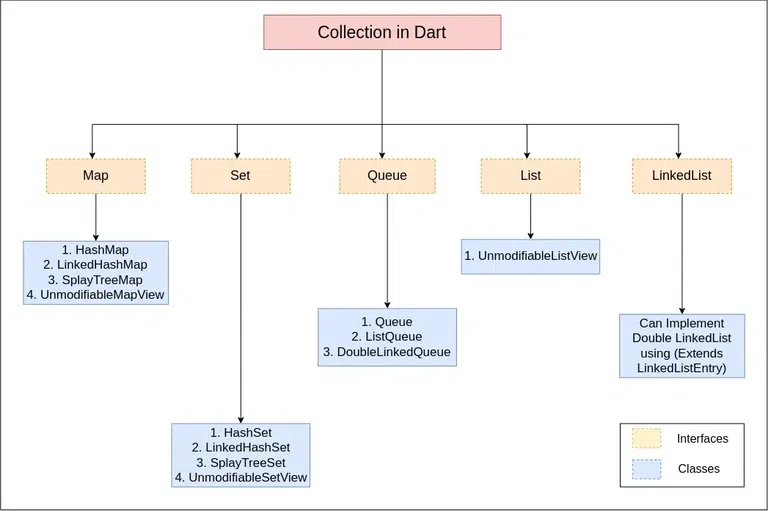 Collection in Dart
Map
Set
Queue
List
LinkedList
1. HashMap
2. LinkedHashMap
3. SplayTreeMap
4. UnmodifiableMapView
1. UnmodifiableListView
1. Queue
2. ListQueue
3. DoubleLinkedQueue
Can Implement
Double LinkedList
using (Extends
LinkedListEntry)
1. HashSet
2. LinkedHashSet
3. SplayTreeSet
4. UnmodifiableSetView
Interfaces
Classes